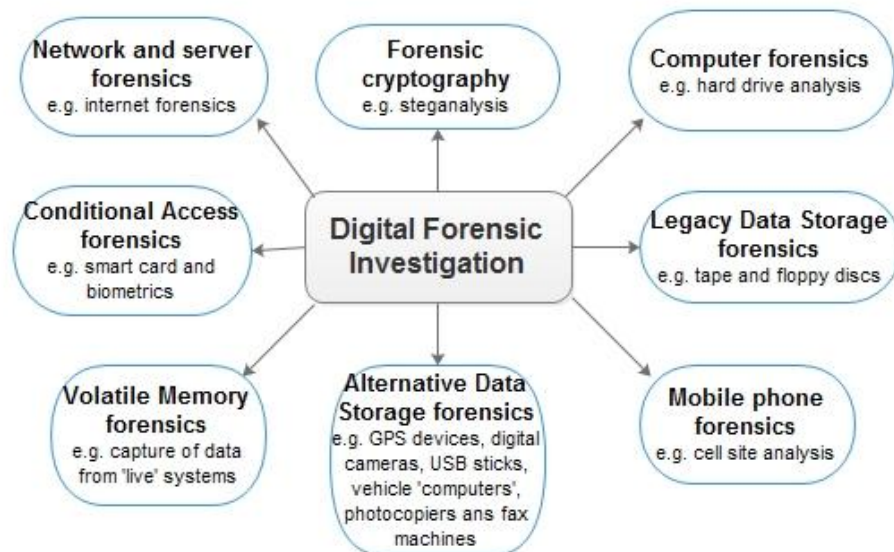 Network and server
forensics
e.g. internet forensics
Forensic
cryptography
e.g. steganalysis
Computer forensics
e.g. hard drive analysis
Conditional Access
forensics
e.g. smart card and
biometrics
Digital Forensic
Investigation
Legacy Data Storage
forensics
e.g. tape and floppy discs
Volatile Memory
forensics
e.g. capture of data
from 'live' systems
Alternative Data
Storage forensics
e.g. GPS devices, digital
cameras, USB sticks,
vehicle 'computers',
photocopiers ans fax
machines
Mobile phone
forensics
e.g. cell site analysis